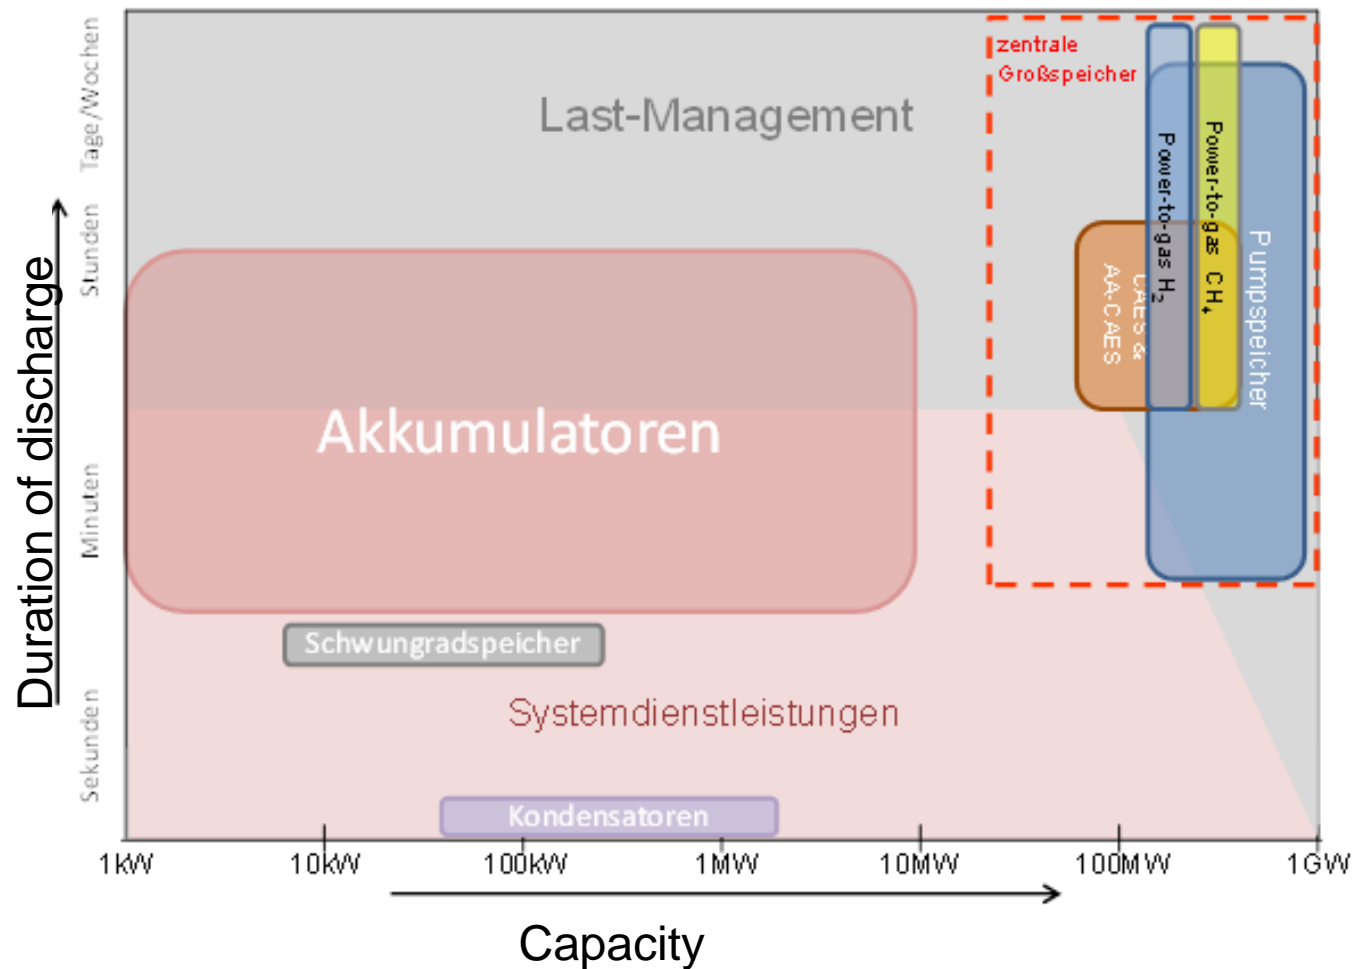 zentrale
Großspeicher
Last-Management
Tage/Wochen
Stunden
Minuten
Sekunden
Duration of discharge
Power-to-gas H₂
Power-to-gas CH₄
CAES &
AA-CAES
Pumpspeicher
Akkumulatoren
Schwungradspeicher
Systemdienstleistungen
Kondensatoren
1kW 10kW 100kW 1MW 10MW 100MW 1GW
Capacity